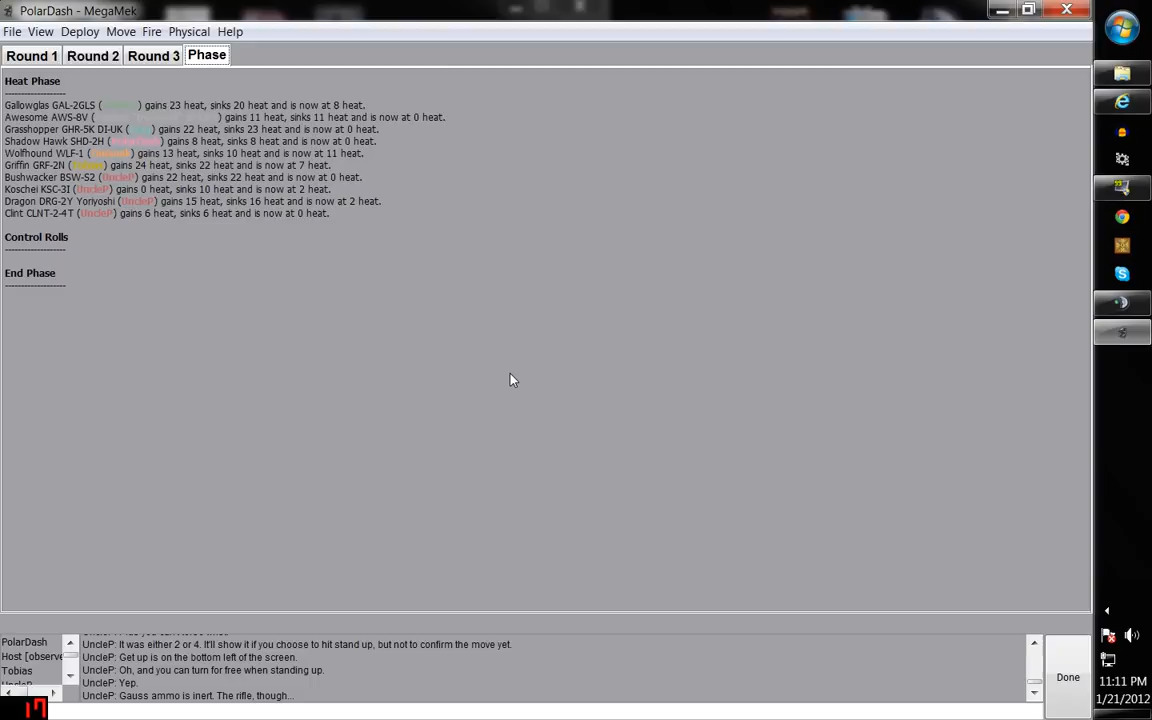 PolarDash - MegaMek
File View Deploy Move Fire Physical Help
Round 1 Round 2 Round 3 Phase
Heat Phase
--------------------
Gallowglas GAL-2GLS ( ) gains 23 heat, sinks 20 heat and is now at 8 heat.
Awesome AWS-8V ( ) gains 11 heat, sinks 11 heat and is now at 0 heat.
Grasshopper GHR-5K DI-UK ( ) gains 22 heat, sinks 23 heat and is now at 0 heat.
Shadow Hawk SHD-2H ( ) gains 8 heat, sinks 8 heat and is now at 0 heat.
Wolfhound WLF-1 ( ) gains 13 heat, sinks 10 heat and is now at 11 heat.
Griffin GRF-2N ( ) gains 24 heat, sinks 22 heat and is now at 7 heat.
Bushwacker BSW-S2 (UncleP) gains 22 heat, sinks 22 heat and is now at 0 heat.
Koschei KSC-3I (UncleP) gains 0 heat, sinks 10 heat and is now at 2 heat.
Dragon DRG-2Y Yoriyoshi (UncleP) gains 15 heat, sinks 16 heat and is now at 2 heat.
Clint CLNT-2-4T (UncleP) gains 6 heat, sinks 6 heat and is now at 0 heat.
Control Rolls
--------------------
End Phase
--------------------
PolarDash
Host [observe
Tobias
UncleP: It was either 2 or 4. It'll show it if you choose to hit stand up, but not to confirm the move yet.
UncleP: Get up is on the bottom left of the screen.
UncleP: Oh, and you can turn for free when standing up.
UncleP: Yep.
UncleP: Gauss ammo is inert. The rifle, though...
Done
17
11:11 PM
1/21/2012